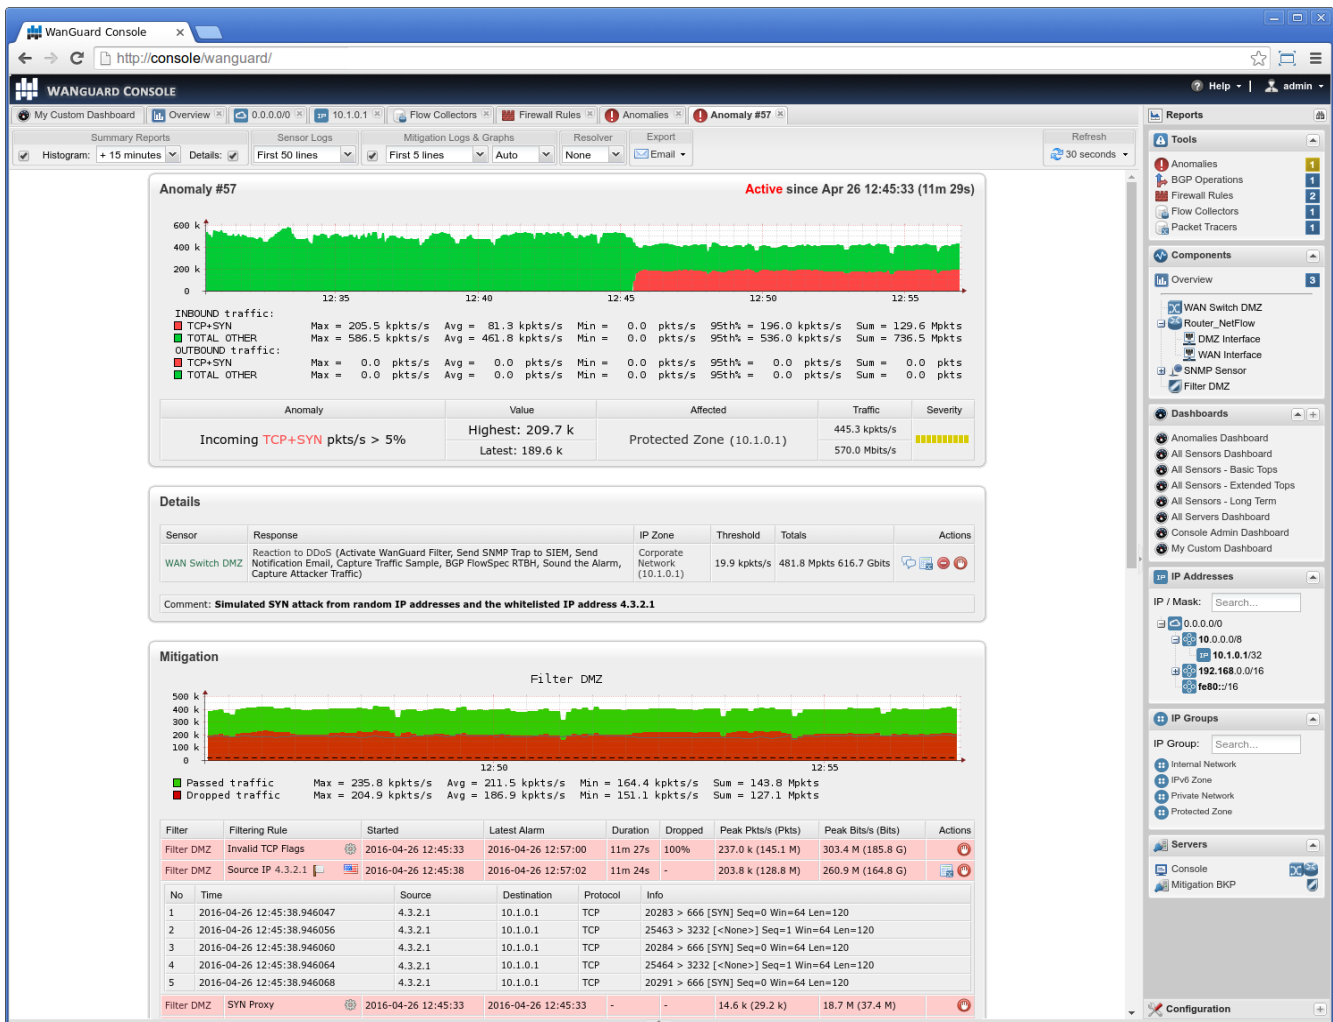 WanGuard Console
http://console/wanguard/
WANGUARD CONSOLE
Help
admin
My Custom Dashboard
Overview
0.0.0.0/0
10.1.0.1
Flow Collectors
Firewall Rules
Anomalies
Anomaly #57
Summary Reports
Sensor Logs
Mitigation Logs & Graphs
Resolver
Export
Refresh
Histogram: + 15 minutes Details:
First 50 lines
First 5 lines
Auto
None
Email
30 seconds
Anomaly #57
Active since Apr 26 12:45:33 (11m 29s)
600 k
400 k
200 k
0
12:35 12:40 12:45 12:50 12:55
INBOUND traffic:
TCP+SYN Max = 205.5 kpkts/s Avg = 81.3 kpkts/s Min = 0.0 pkts/s 95th% = 196.0 kpkts/s Sum = 129.6 Mpkts
TOTAL OTHER Max = 586.5 kpkts/s Avg = 461.8 kpkts/s Min = 0.0 pkts/s 95th% = 536.0 kpkts/s Sum = 736.5 Mpkts
OUTBOUND traffic:
TCP+SYN Max = 0.0 pkts/s Avg = 0.0 pkts/s Min = 0.0 pkts/s 95th% = 0.0 pkts/s Sum = 0.0 pkts
TOTAL OTHER Max = 0.0 pkts/s Avg = 0.0 pkts/s Min = 0.0 pkts/s 95th% = 0.0 pkts/s Sum = 0.0 pkts
Anomaly Value Affected Traffic Severity
Incoming TCP+SYN pkts/s > 5%
Highest: 209.7 k
Latest: 189.6 k
Protected Zone (10.1.0.1)
445.3 kpkts/s
570.0 Mbits/s
Details
Sensor Response IP Zone Threshold Totals Actions
WAN Switch DMZ
Reaction to DDoS (Activate WanGuard Filter, Send SNMP Trap to SIEM, Send
Notification Email, Capture Traffic Sample, BGP FlowSpec RTBH, Sound the Alarm,
Capture Attacker Traffic)
Corporate
Network
(10.1.0.1)
19.9 kpkts/s
481.8 Mpkts 616.7 Gbits
Comment: Simulated SYN attack from random IP addresses and the whitelisted IP address 4.3.2.1
Mitigation
Filter DMZ
500 k
400 k
300 k
200 k
100 k
0
12:50 12:55
Passed traffic Max = 235.8 kpkts/s Avg = 211.5 kpkts/s Min = 164.4 kpkts/s Sum = 143.8 Mpkts
Dropped traffic Max = 204.9 kpkts/s Avg = 186.9 kpkts/s Min = 151.1 kpkts/s Sum = 127.1 Mpkts
Filter Filtering Rule Started Latest Alarm Duration Dropped Peak Pkts/s (Pkts) Peak Bits/s (Bits) Actions
Filter DMZ Invalid TCP Flags 2016-04-26 12:45:33 2016-04-26 12:57:00 11m 27s 100% 237.0 k (145.1 M) 303.4 M (185.8 G)
Filter DMZ Source IP 4.3.2.1 2016-04-26 12:45:38 2016-04-26 12:57:02 11m 24s - 203.8 k (128.8 M) 260.9 M (164.8 G)
No Time Source Destination Protocol Info
1 2016-04-26 12:45:38.946047 4.3.2.1 10.1.0.1 TCP 20283 > 666 [SYN] Seq=0 Win=64 Len=120
2 2016-04-26 12:45:38.946056 4.3.2.1 10.1.0.1 TCP 25463 > 3232 [<None>] Seq=1 Win=64 Len=120
3 2016-04-26 12:45:38.946060 4.3.2.1 10.1.0.1 TCP 20284 > 666 [SYN] Seq=0 Win=64 Len=120
4 2016-04-26 12:45:38.946064 4.3.2.1 10.1.0.1 TCP 25464 > 3232 [<None>] Seq=1 Win=64 Len=120
5 2016-04-26 12:45:38.946068 4.3.2.1 10.1.0.1 TCP 20291 > 666 [SYN] Seq=0 Win=64 Len=120
Filter DMZ SYN Proxy 2016-04-26 12:45:33 2016-04-26 12:45:33 - - 14.6 k (29.2 k) 18.7 M (37.4 M)
Reports
Tools
Anomalies 1
BGP Operations 1
Firewall Rules 2
Flow Collectors 1
Packet Tracers 1
Components
Overview 3
WAN Switch DMZ
Router_NetFlow
DMZ Interface
WAN Interface
SNMP Sensor
Filter DMZ
Dashboards
Anomalies Dashboard
All Sensors Dashboard
All Sensors - Basic Tops
All Sensors - Extended Tops
All Sensors - Long Term
All Servers Dashboard
Console Admin Dashboard
My Custom Dashboard
IP Addresses
IP / Mask: Search...
0.0.0.0/0
10.0.0.0/8
10.1.0.1/32
192.168.0.0/16
fe80::/16
IP Groups
IP Group: Search...
Internal Network
IPv6 Zone
Private Network
Protected Zone
Servers
Console
Mitigation BKP
Configuration